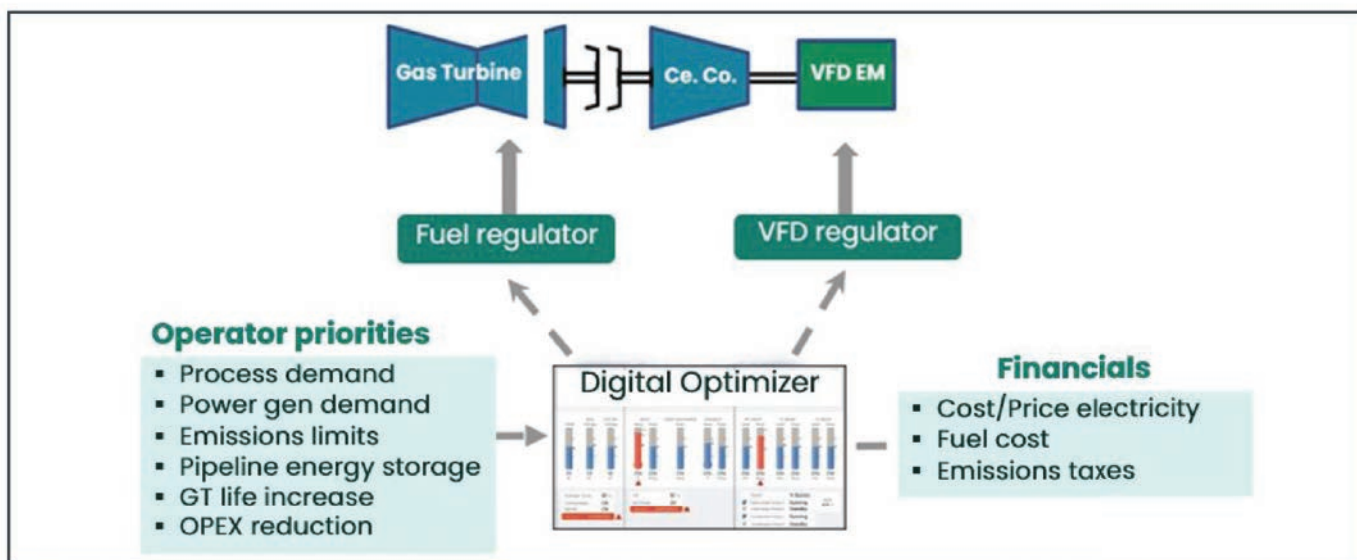 Gas Turbine
Ce. Co.
VFD EM
Fuel regulator
VFD regulator
Operator priorities
▪ Process demand
▪ Power gen demand
▪ Emissions limits
▪ Pipeline energy storage
▪ GT life increase
▪ OPEX reduction
Digital Optimizer
Financials
▪ Cost/Price electricity
▪ Fuel cost
▪ Emissions taxes